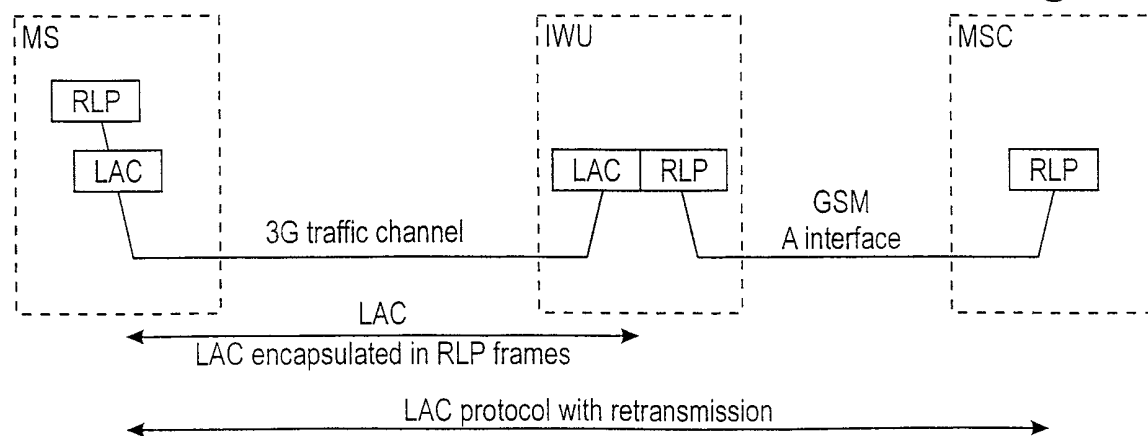 MS
IWU
MSC
RLP
LAC
LAC RLP
RLP
3G traffic channel
GSM
A interface
LAC
LAC encapsulated in RLP frames
LAC protocol with retransmission